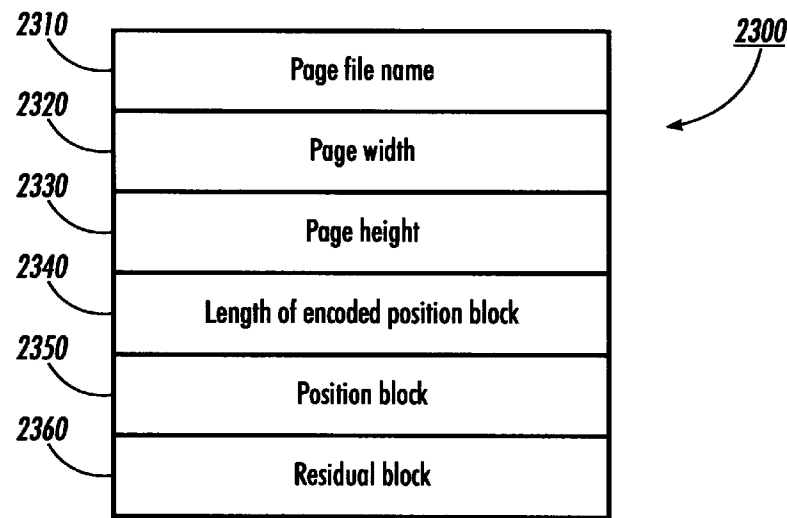 2310
2300
Page file name
2320
Page width
2330
Page height
2340
Length of encoded position block
2350
Position block
2360
Residual block